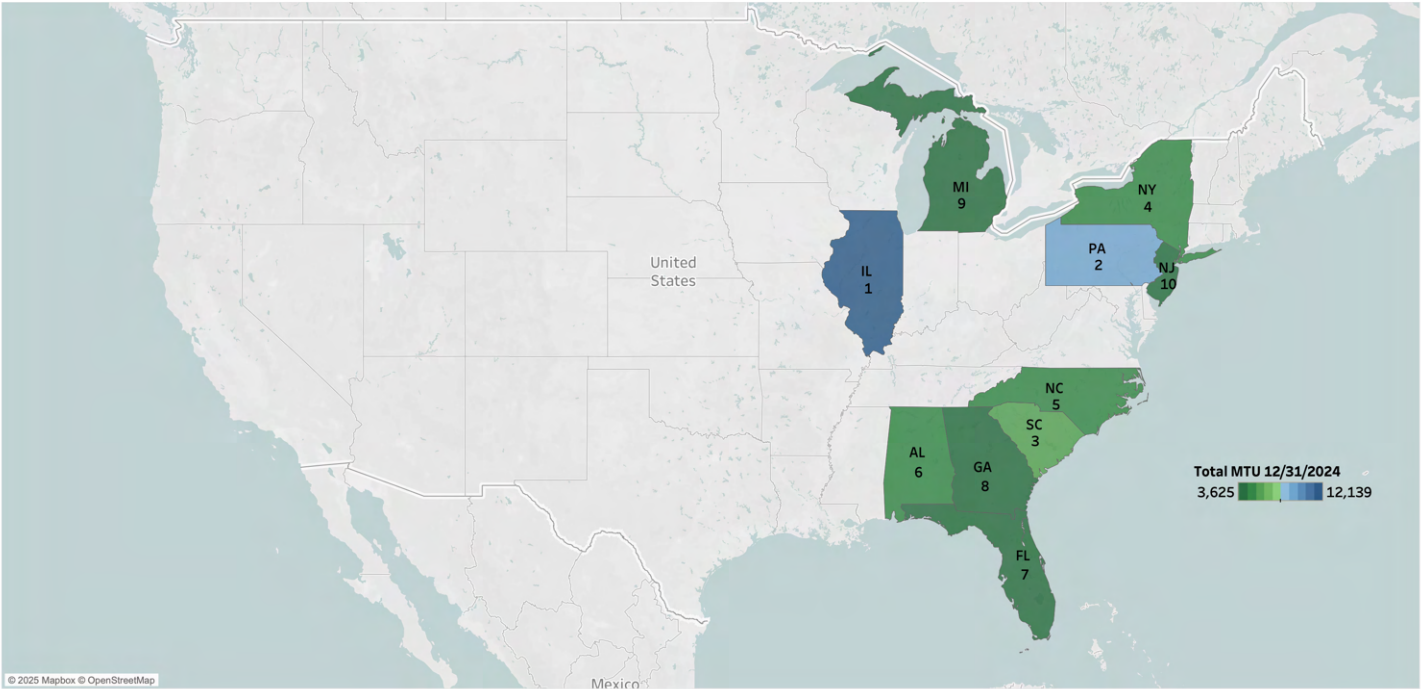 MI
9
NY
4
PA
2
NJ
10
IL
1
United
States
NC
5
SC
3
AL
6
GA
8
FL
7
Total MTU 12/31/2024
3,625 12,139
Mexico
© 2025 Mapbox © OpenStreetMap